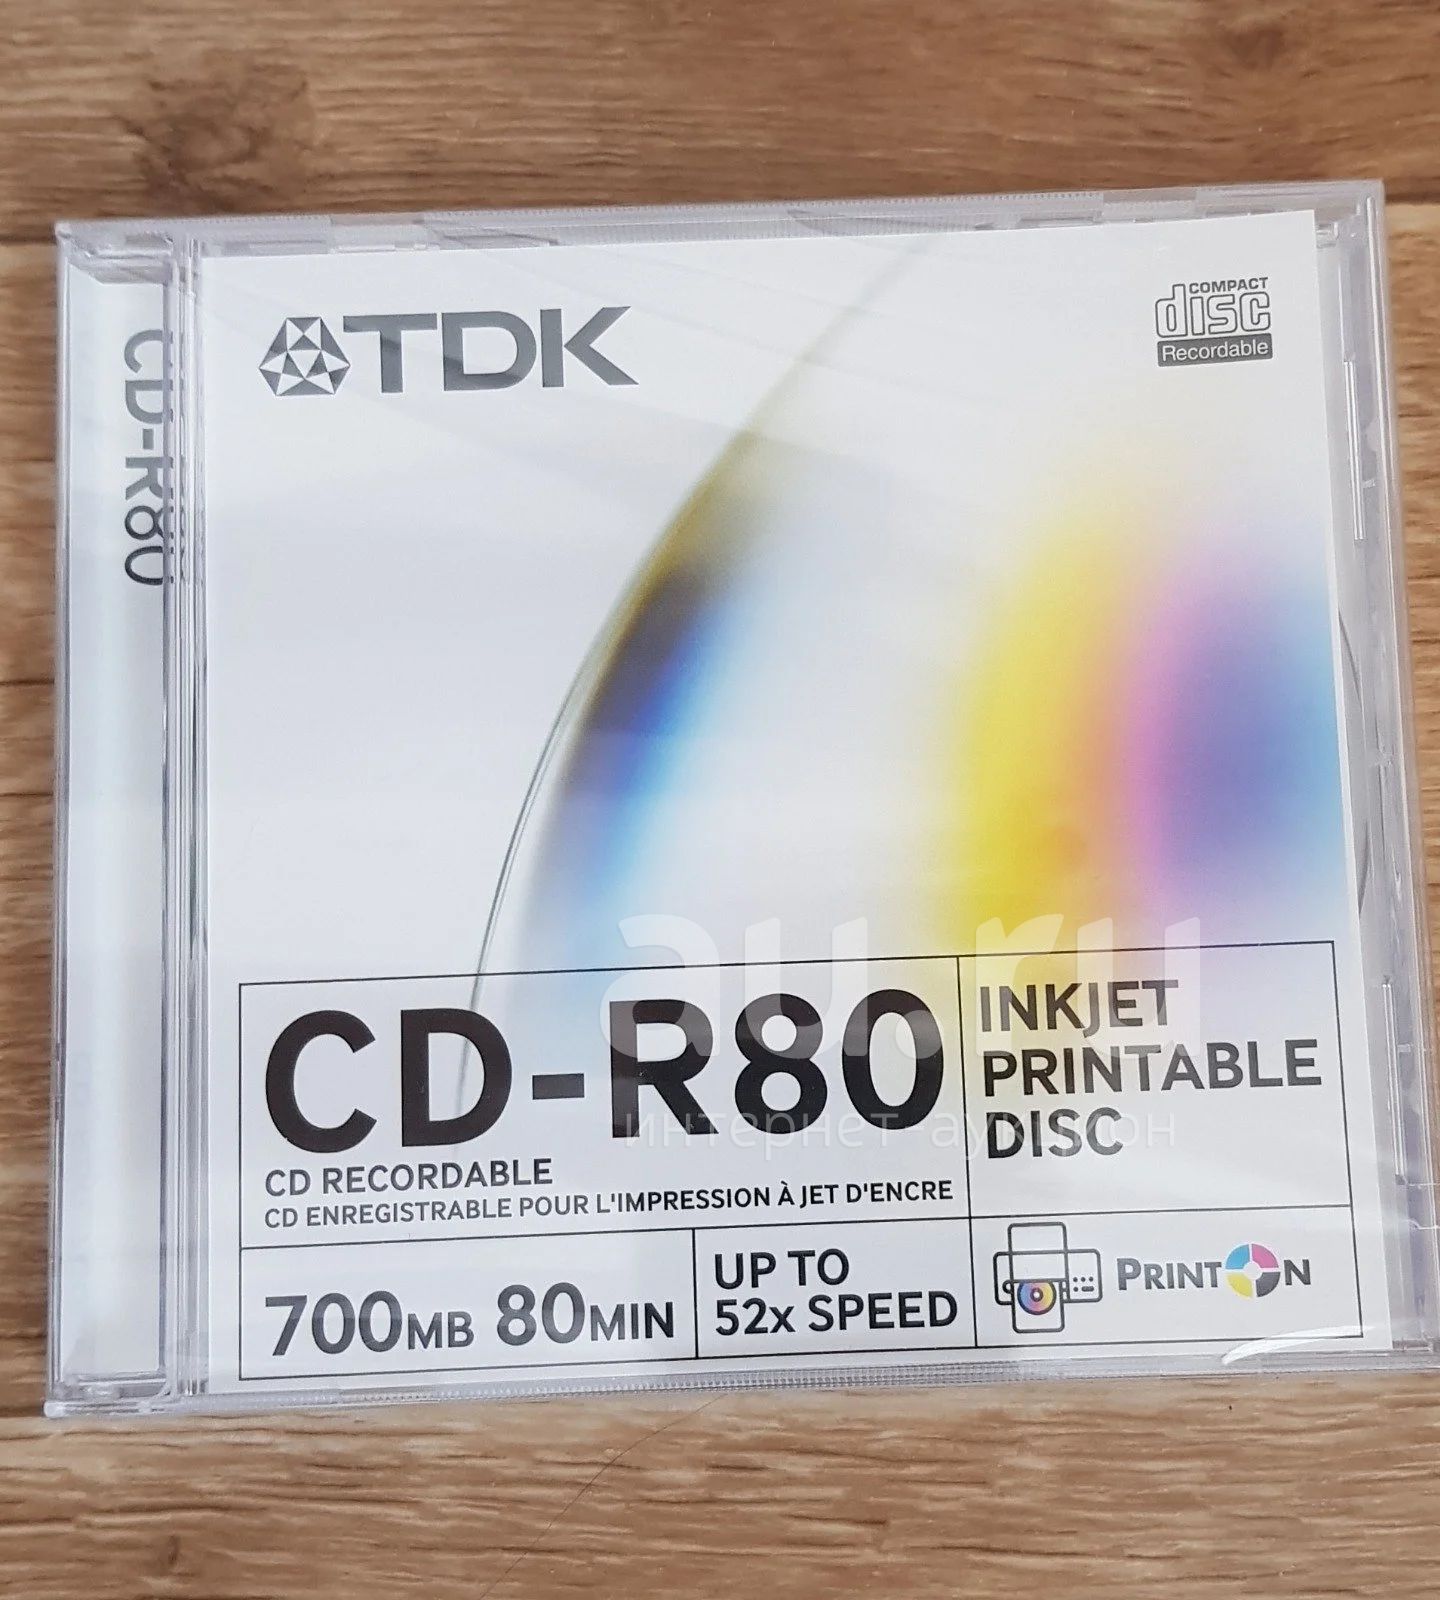 TDK
COMPACT
disc
Recordable
CD-R80
CD-R80
CD RECORDABLE
CD ENREGISTRABLE POUR L'IMPRESSION À JET D'ENCRE
INKJET
PRINTABLE
DISC
700MB 80MIN
UP TO
52x SPEED
PRINTON
au.ru
интернет-аукцион